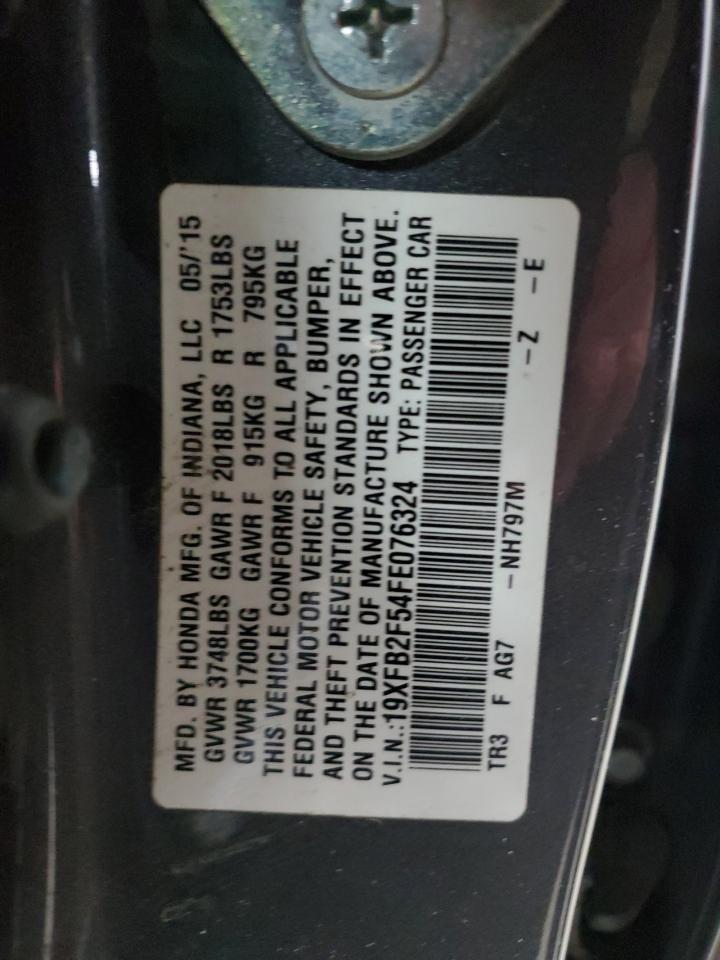 MFD. BY HONDA MFG. OF INDIANA, LLC 05/'15
GVWR 3748LBS GAWR F 2018LBS R 1753LBS
GVWR 1700KG GAWR F 915KG R 795KG
THIS VEHICLE CONFORMS TO ALL APPLICABLE
FEDERAL MOTOR VEHICLE SAFETY, BUMPER,
AND THEFT PREVENTION STANDARDS IN EFFECT
ON THE DATE OF MANUFACTURE SHOWN ABOVE.
V.I.N.:19XFB2F54FE076324 TYPE: PASSENGER CAR
TR3 F AG7 -NH797M -Z -E